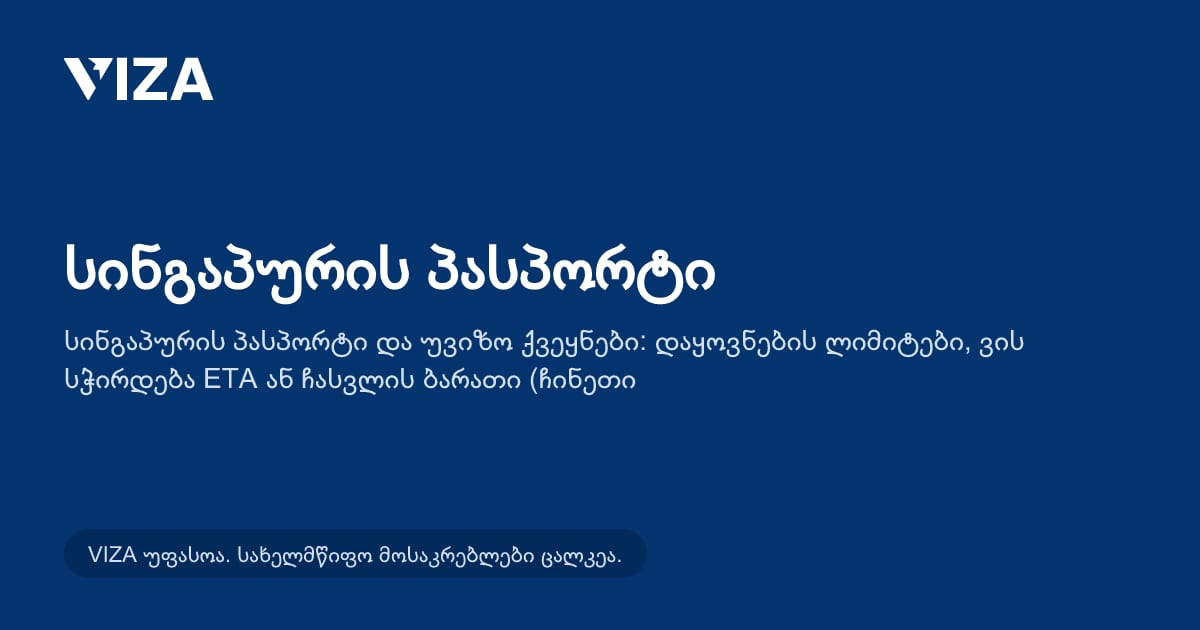 VIZA
სინგაპურის პასპორტი
სინგაპურის პასპორტი და უვიზო ქვეყნები: დაყოვნების ლიმიტები, ვის
სჭირდება ETA ან ჩასვლის ბარათი (ჩინეთი
VIZA უფასოა. სახელმწიფო მოსაკრებლები ცალკეა.